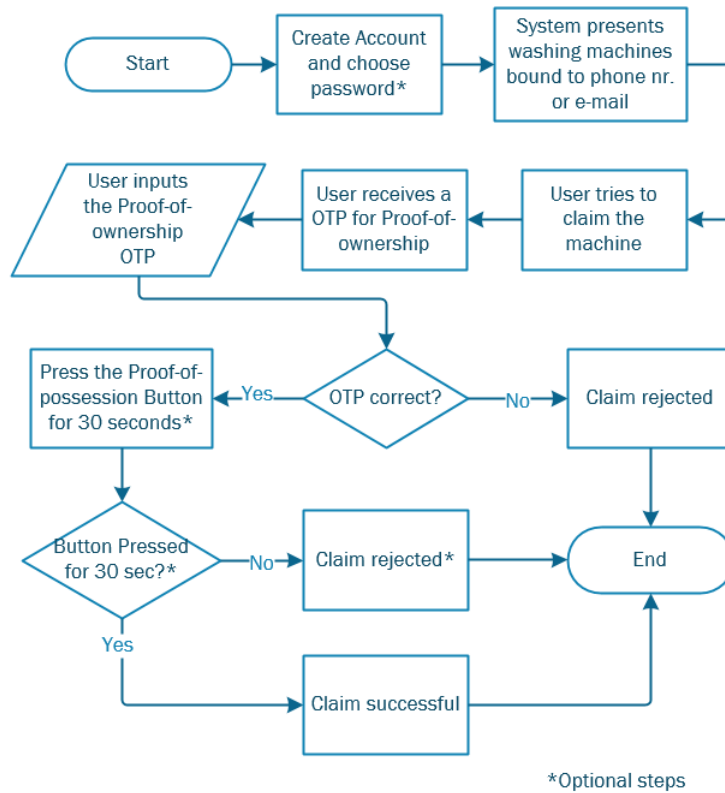 Start
Create Account
and choose
password*
System presents
washing machines
bound to phone nr.
or e-mail
User inputs
the Proof-of-
ownership
OTP
User receives a
OTP for Proof-of-
ownership
User tries to
claim the
machine
Press the Proof-of-
possession Button
for 30 seconds*
Yes
OTP correct?
No
Claim rejected
Button Pressed
for 30 sec?*
No
Claim rejected*
End
Yes
Claim successful
*Optional steps